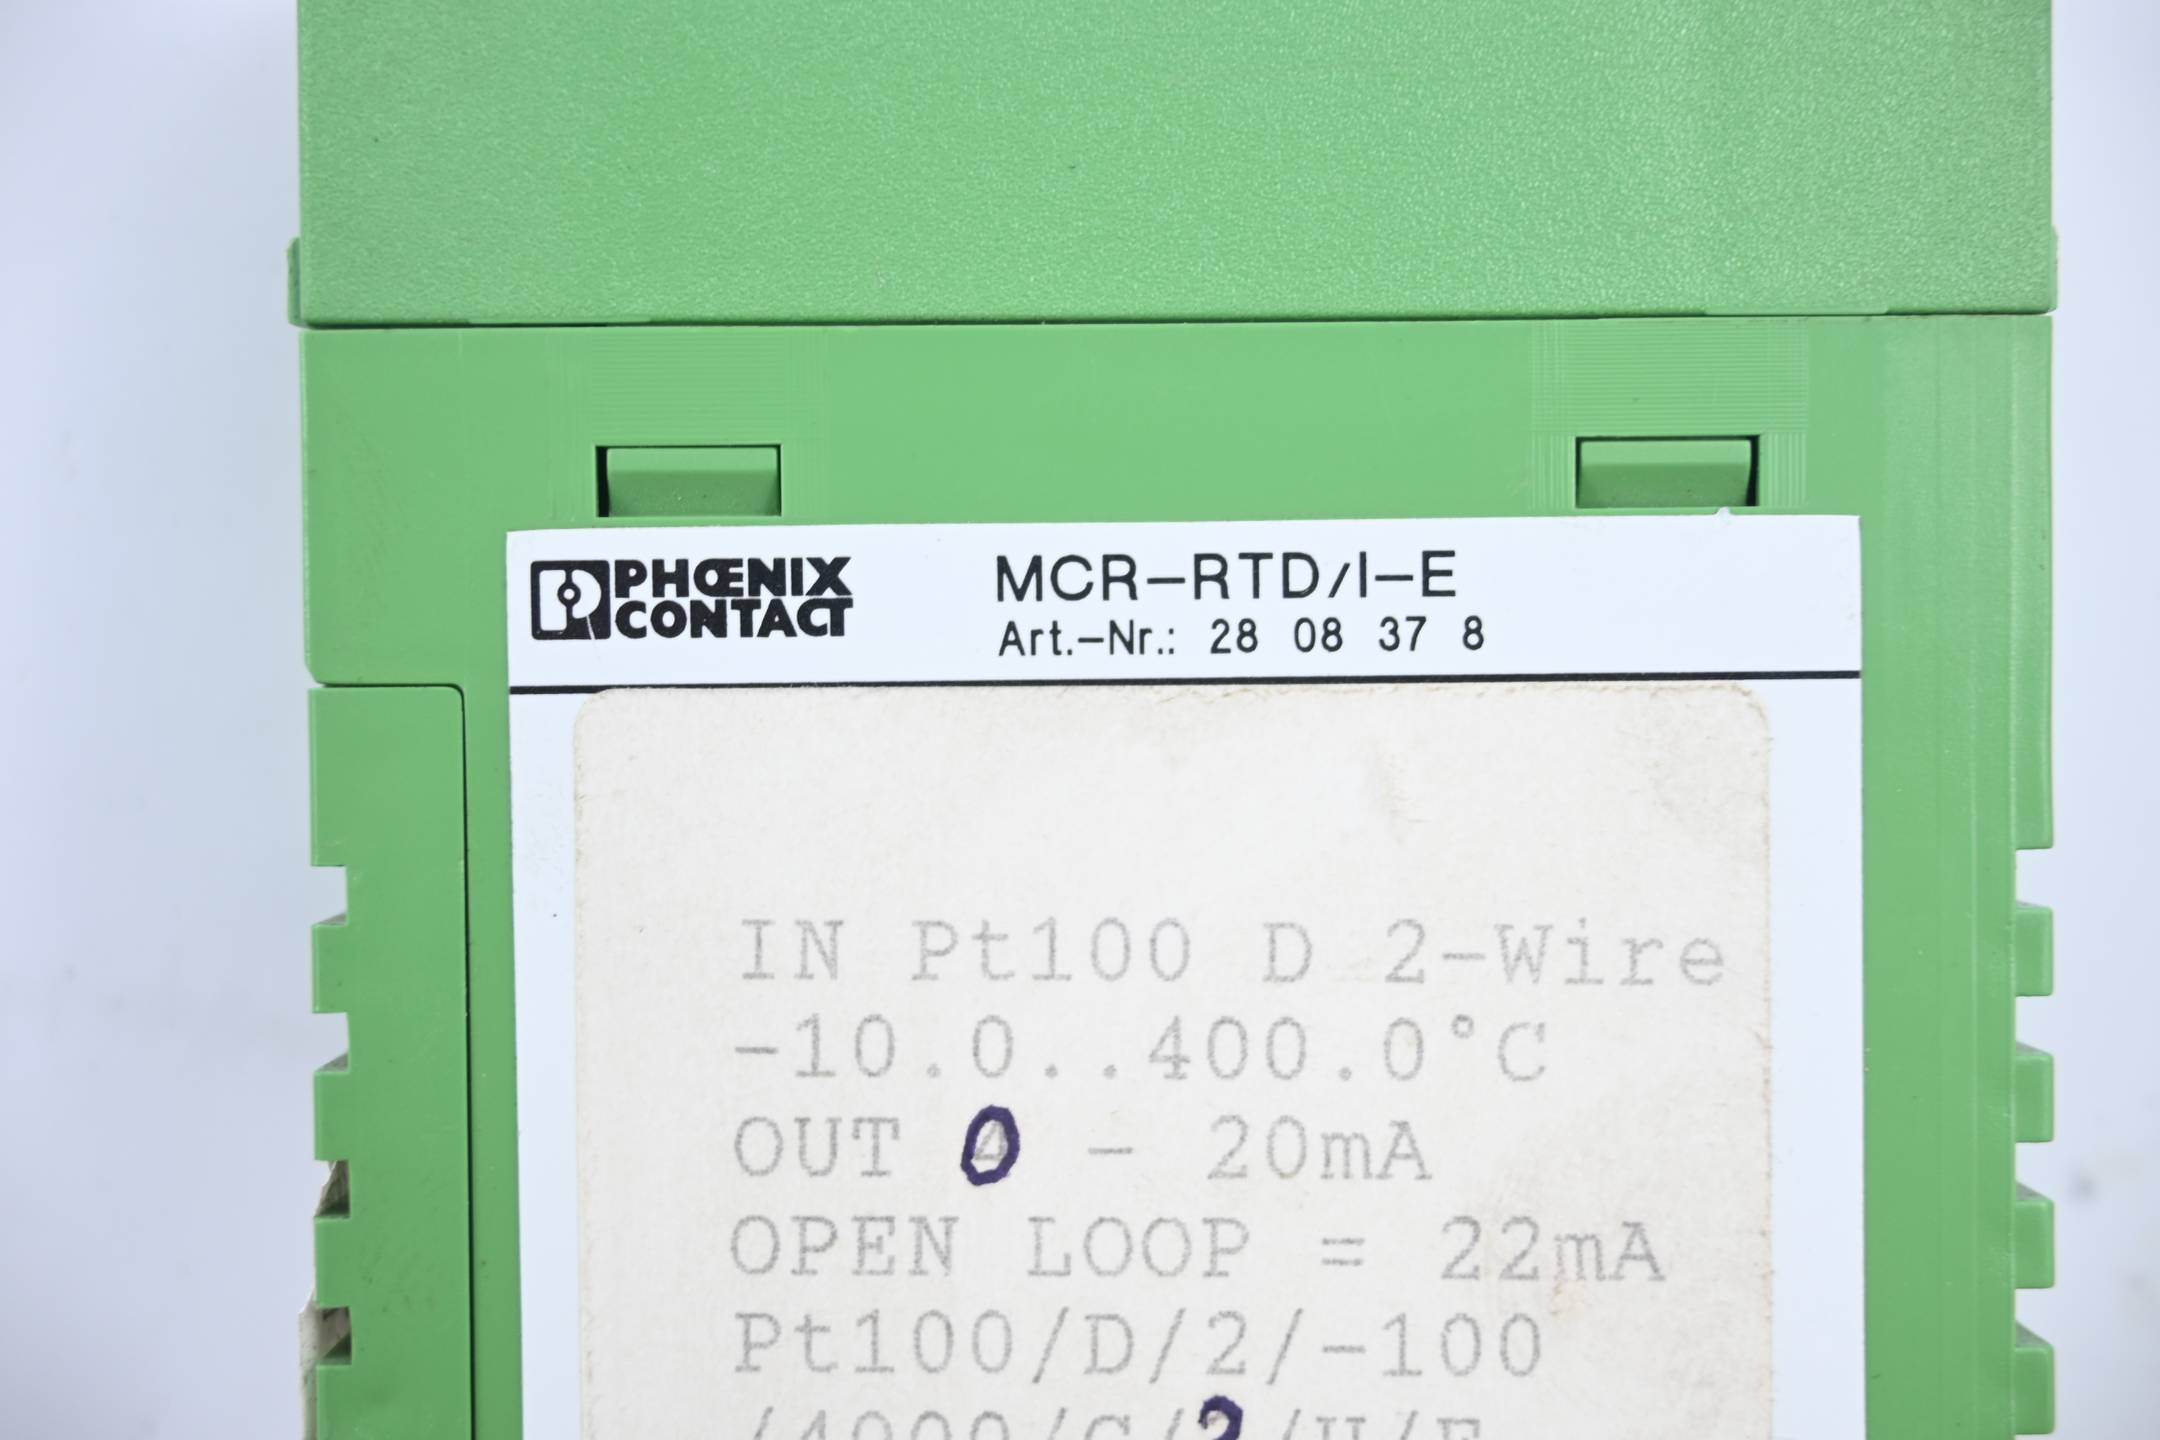 PHŒNIX
CONTACT
MCR-RTD/I-E
Art.-Nr.: 28 08 37 8
IN Pt100 D 2-Wire
-10.0..400.0°C
OUT 0 - 20mA
OPEN LOOP = 22mA
Pt100/D/2/-100